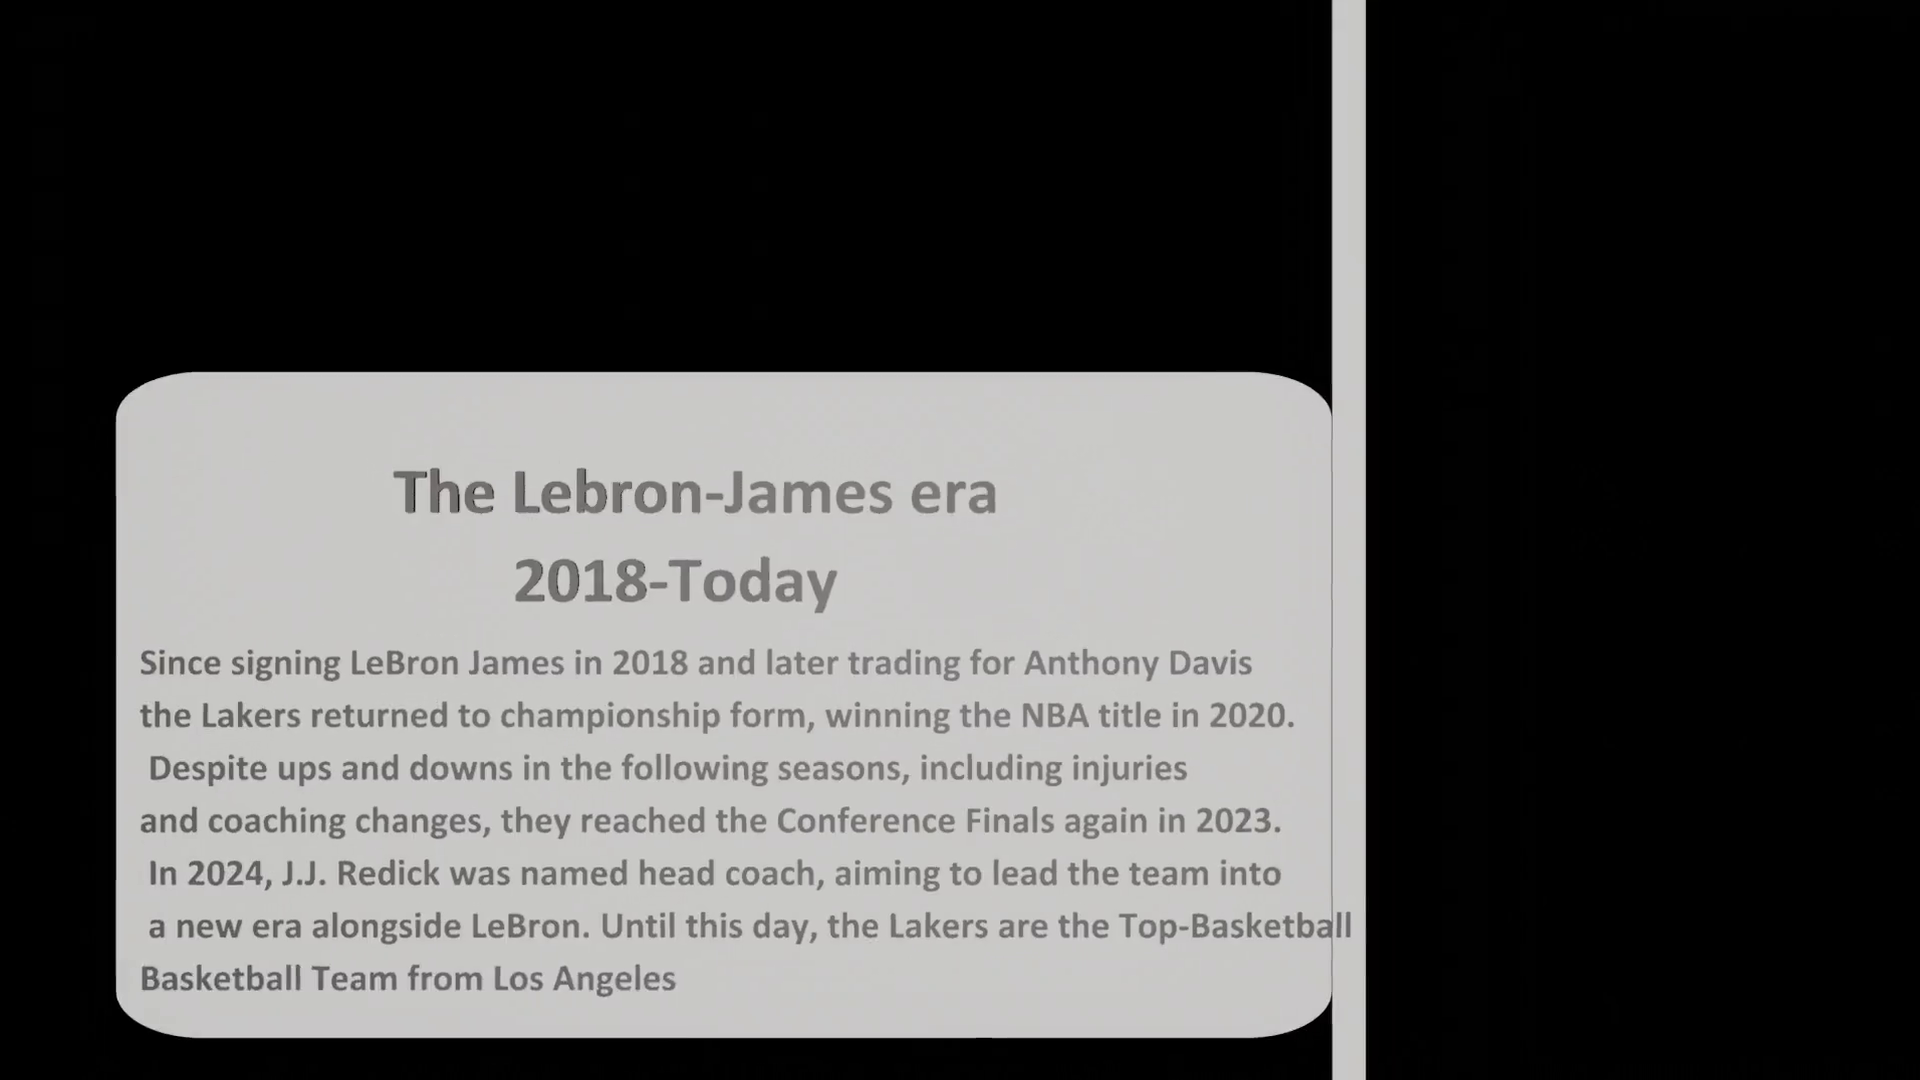 The Lebron-James era
2018-Today
Since signing LeBron James in 2018 and later trading for Anthony Davis
the Lakers returned to championship form, winning the NBA title in 2020.
Despite ups and downs in the following seasons, including injuries
and coaching changes, they reached the Conference Finals again in 2023.
In 2024, J.J. Redick was named head coach, aiming to lead the team into
a new era alongside LeBron. Until this day, the Lakers are the Top-Basketball
Basketball Team from Los Angeles